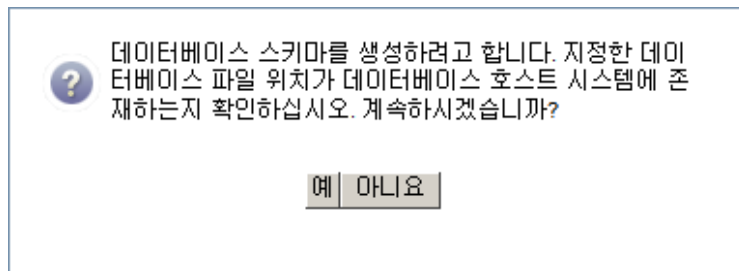 데이터베이스 스키마를 생성하려고 합니다. 지정한 데이
터베이스 파일 위치가 데이터베이스 호스트 시스템에 존
재하는지 확인하십시오. 계속하시겠습니까?
예 아니요